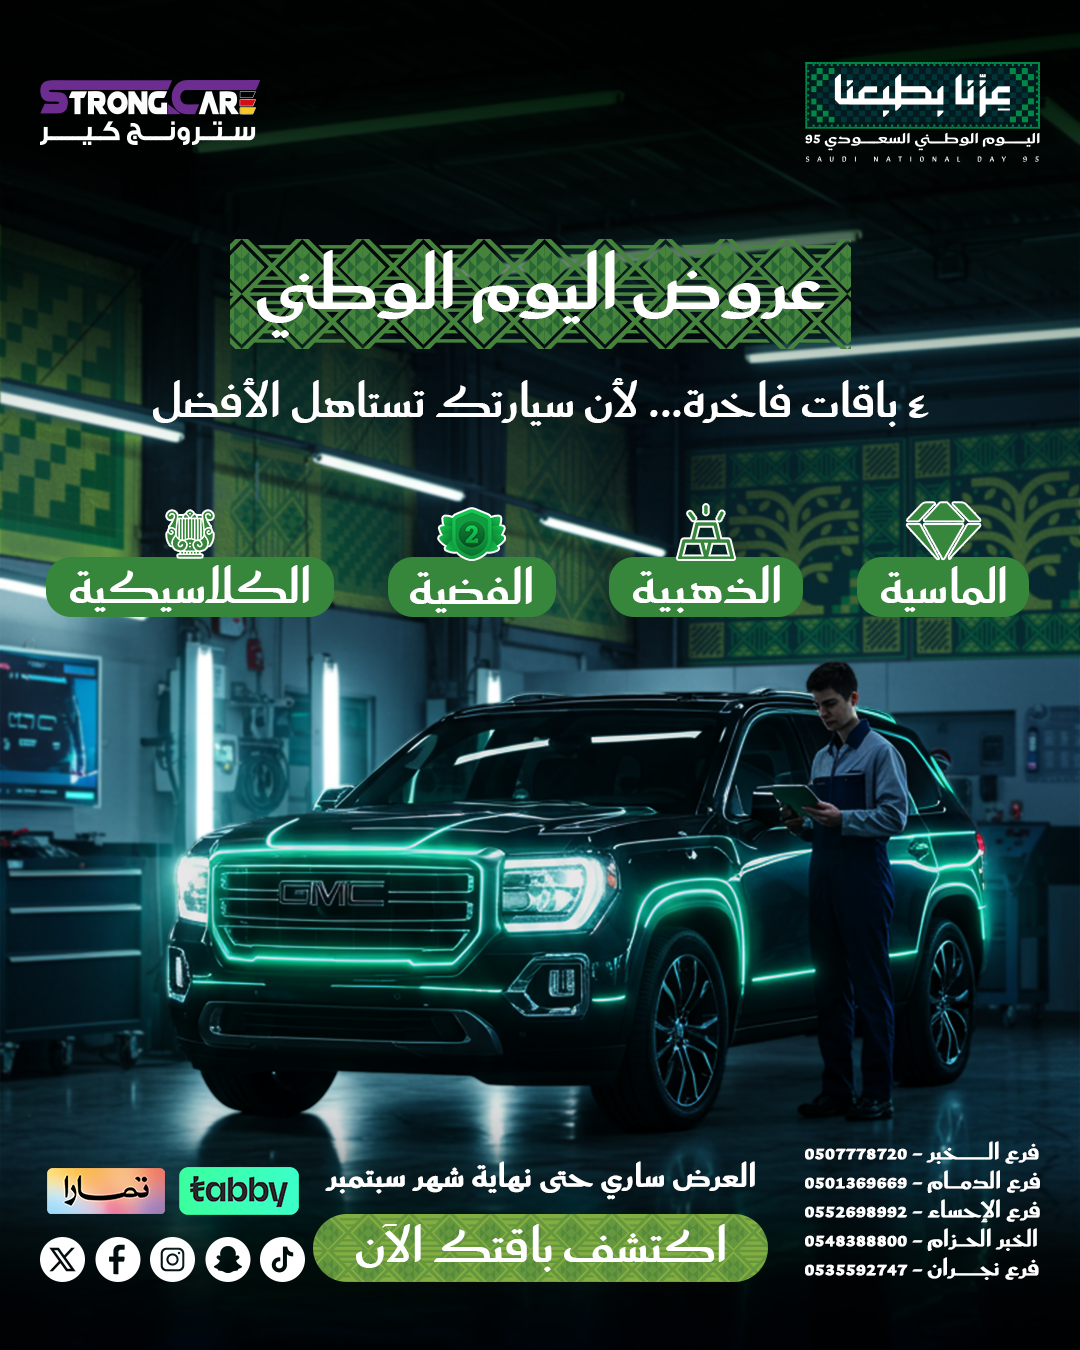 STRONG CARE
سترونج كير
عزّنا بطبعنا
اليوم الوطني السعودي 95
SAUDI NATIONAL DAY 95
عروض اليوم الوطني
٤ باقات فاخرة... لأن سيارتك تستاهل الأفضل
2
الماسية
الذهبية
الفضية
الكلاسيكية
GMC
فرع الخبر – 0507778720
فرع الدمام – 0501369669
فرع الإحساء – 0552698992
الخبر الحزام – 0548388800
فرع نجران – 0535592747
العرض ساري حتى نهاية شهر سبتمبر
اكتشف باقتك الآن
tabby
تمارا